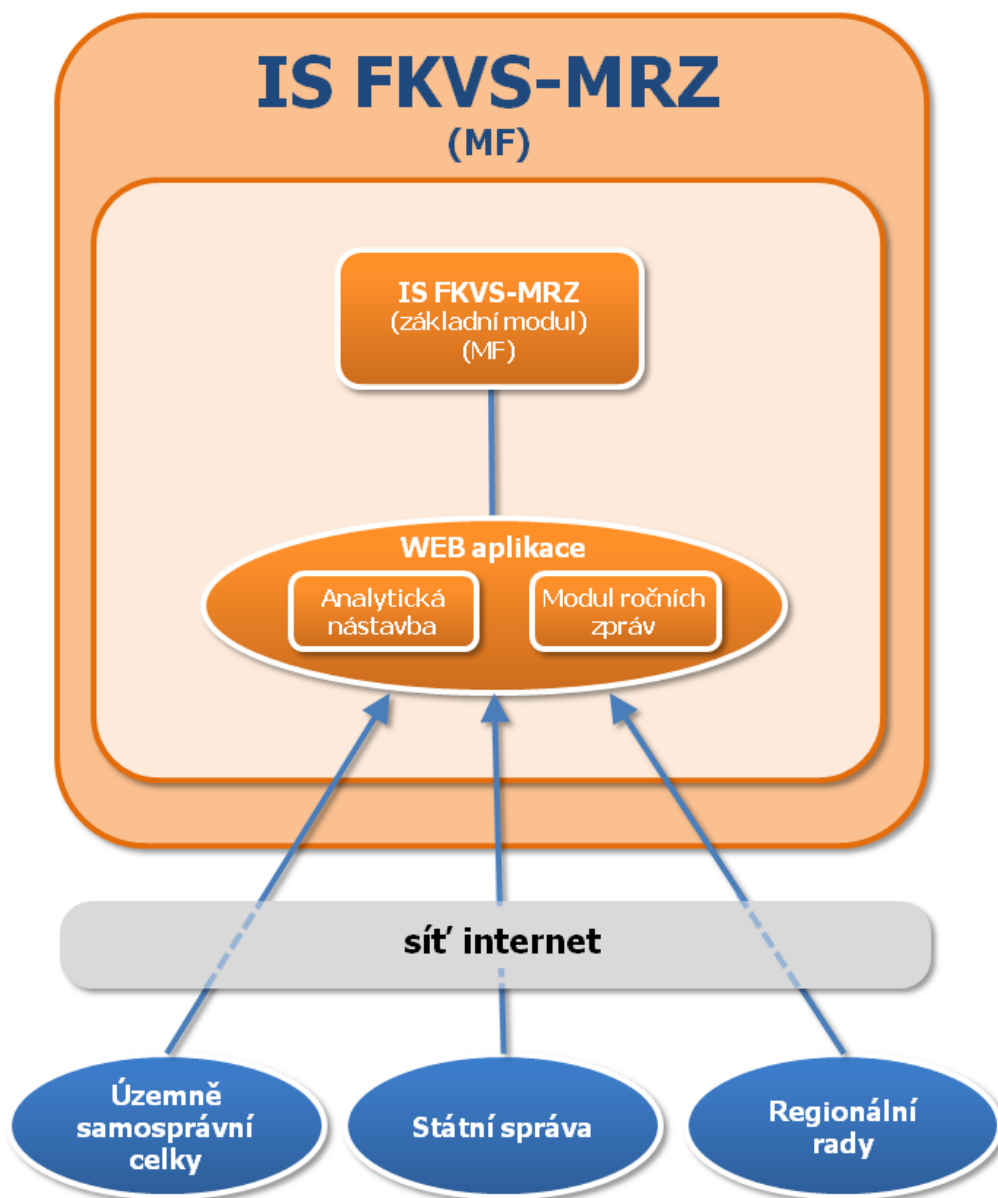 IS FKVS-MRZ
(MF)
IS FKVS-MRZ
(základní modul)
(MF)
WEB aplikace
Analytická
nástavba
Modul ročních
zpráv
síť internet
Územně
samosprávní
celky
Státní správa
Regionální
rady